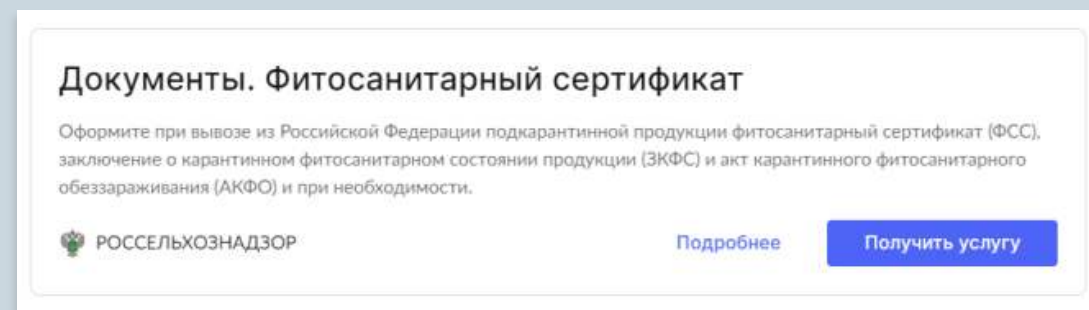 Документы. Фитосанитарный сертификат
Оформите при вывозе из Российской Федерации подкарантинной продукции фитосанитарный сертификат (ФСС),
заключение о карантинном фитосанитарном состоянии продукции (ЗКФС) и акт карантинного фитосанитарного
обеззараживания (АКФО) и при необходимости.
РОССЕЛЬХОЗНАДЗОР
Подробнее
Получить услугу